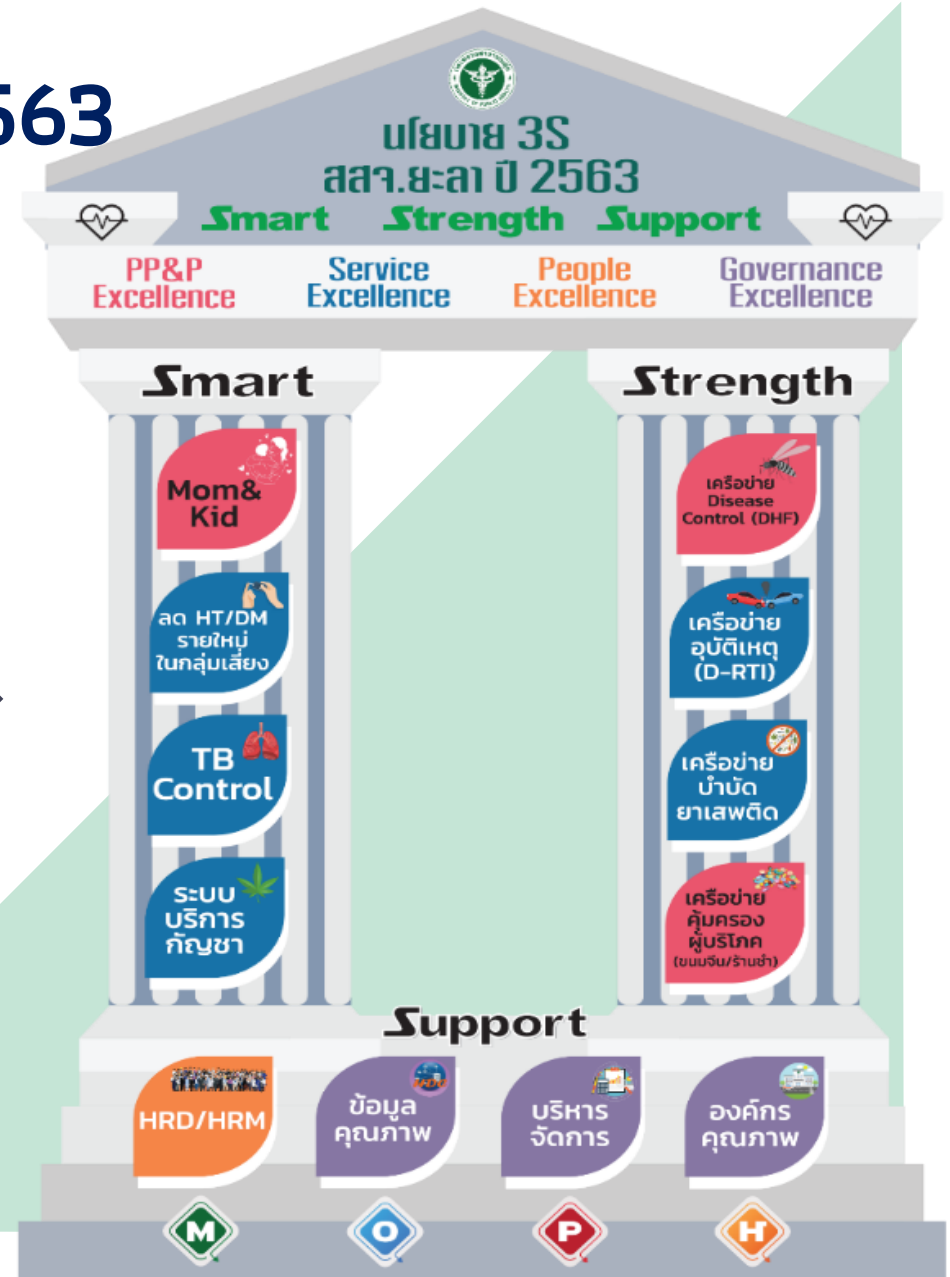 563
นโยบาย 3S
สสจ.ยะลา ปี 2563
Smart Strength Support
PP&P
Excellence
Service
Excellence
People
Excellence
Governance
Excellence
Smart
Mom&
Kid
ลด HT/DM
รายใหม่
ในกลุ่มเสี่ยง
TB
Control
ระบบ
บริการ
กัญชา
Strength
เครือข่าย
Disease
Control (DHF)
เครือข่าย
อุบัติเหตุ
(D-RTI)
เครือข่าย
บำบัด
ยาเสพติด
เครือข่าย
คุ้มครอง
ผู้บริโภค
(ขนมจีน/ร้านชำ)
Support
HRD/HRM
ข้อมูล
คุณภาพ
บริหาร
จัดการ
องค์กร
คุณภาพ
M
O
P
H